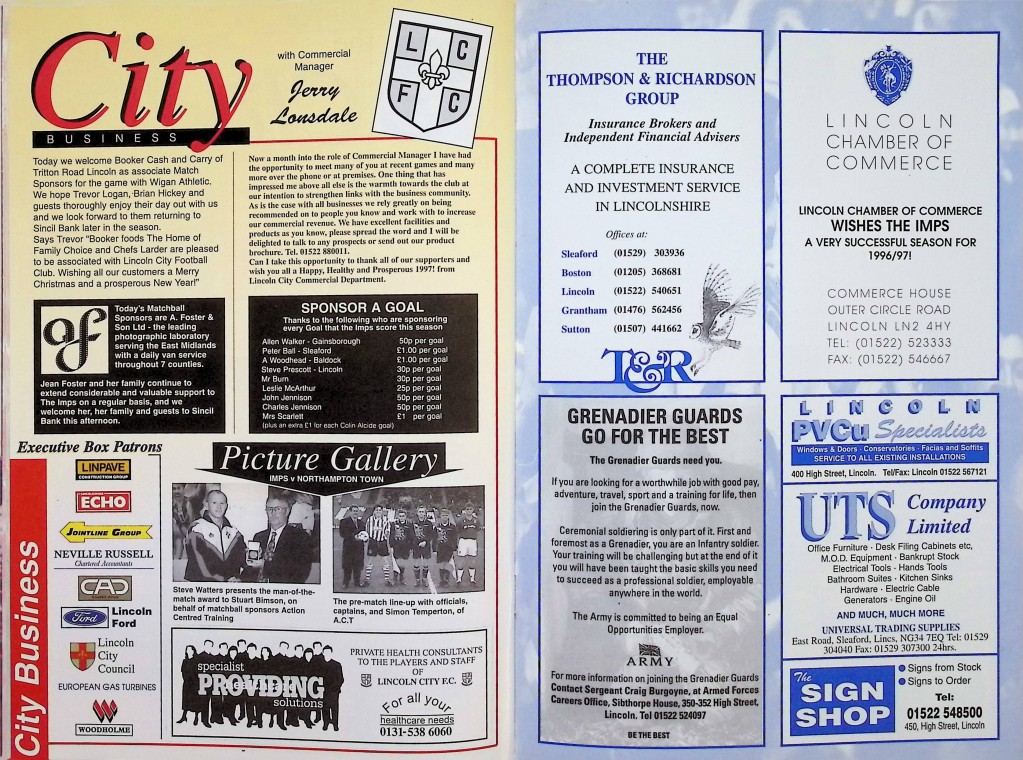 City
BUSINESS
with Commercial
Manager
Jerry
Lonsdale
L C
F C
Today we welcome Booker Cash and Carry of
Tritton Road Lincoln as associate Match
Sponsors for the game with Wigan Athletic.
We hope Trevor Logan, Brian Hickey and
guests thoroughly enjoy their day out with us
and we look forward to them returning to
Sincil Bank later in the season.
Says Trevor "Booker foods The Home of
Family Choice and Chefs Larder are pleased
to be associated with Lincoln City Football
Club. Wishing all our customers a Merry
Christmas and a prosperous New Year!"
Now a month into the role of Commercial Manager I have had
the opportunity to meet many of you at recent games and many
more over the phone or at premises. One thing that has
impressed me above all else is the warmth towards the club at
our intention to strengthen links with the business community.
As is the case with all businesses we rely greatly on being
recommended on to people you know and work with to increase
our commercial revenue. We have excellent facilities and
products as you know, please spread the word and I will be
delighted to talk to any prospects or send out our product
brochure. Tel. 01522 880011.
Can I take this opportunity to thank all of our supporters and
wish you all a Happy, Healthy and Prosperous 1997! from
Lincoln City Commercial Department.
af
Today's Matchball
Sponsors are A. Foster &
Son Ltd - the leading
photographic laboratory
serving the East Midlands
with a daily van service
throughout 7 counties.
Jean Foster and her family continue to
extend considerable and valuable support to
The Imps on a regular basis, and we
welcome her, her family and guests to Sincil
Bank this afternoon.
SPONSOR A GOAL
Thanks to the following who are sponsoring
every Goal that the Imps score this season
Allen Walker - Gainsborough 50p per goal
Peter Ball - Sleaford £1.00 per goal
A Woodhead - Baldock £1.00 per goal
Steve Prescott - Lincoln 30p per goal
Mr Burn 30p per goal
Leslie McArthur 25p per goal
John Jennison 50p per goal
Charles Jennison 50p per goal
Mrs Scarlett £1 per goal
(plus an extra £1 for each Colin Alcide goal)
Executive Box Patrons
LINPAVE
CONSTRUCTION GROUP
ECHO
JOINTLINE GROUP
NEVILLE RUSSELL
Chartered Accountants
CAD
Ford
Lincoln
Ford
Lincoln
City
Council
EUROPEAN GAS TURBINES
WOODHOLME
City Business
Picture Gallery
IMPS v NORTHAMPTON TOWN
Steve Watters presents the man-of-the-
match award to Stuart Bimson, on
behalf of matchball sponsors Action
Centred Training
The pre-match line-up with officials,
captains, and Simon Temperton, of
A.C.T
specialist
PROVIDING
solutions
PRIVATE HEALTH CONSULTANTS
TO THE PLAYERS AND STAFF
OF
LINCOLN CITY F.C.
For all your
healthcare needs
0131-538 6060
THE
THOMPSON & RICHARDSON
GROUP
Insurance Brokers and
Independent Financial Advisers
A COMPLETE INSURANCE
AND INVESTMENT SERVICE
IN LINCOLNSHIRE
Offices at:
Sleaford (01529) 303936
Boston (01205) 368681
Lincoln (01522) 540651
Grantham (01476) 562456
Sutton (01507) 441662
T&R
LINCOLN
CHAMBER OF
COMMERCE
LINCOLN CHAMBER OF COMMERCE
WISHES THE IMPS
A VERY SUCCESSFUL SEASON FOR
1996/97!
COMMERCE HOUSE
OUTER CIRCLE ROAD
LINCOLN LN2 4HY
TEL: (01522) 523333
FAX: (01522) 546667
GRENADIER GUARDS
GO FOR THE BEST
The Grenadier Guards need you.
If you are looking for a worthwhile job with good pay,
adventure, travel, sport and a training for life, then
join the Grenadier Guards, now.
Ceremonial soldiering is only part of it. First and
foremost as a Grenadier, you are an Infantry soldier.
Your training will be challenging but at the end of it
you will have been taught the basic skills you need
to succeed as a professional soldier, employable
anywhere in the world.
The Army is committed to being an Equal
Opportunities Employer.
ARMY
For more information on joining the Grenadier Guards
Contact Sergeant Craig Burgoyne, at Armed Forces
Careers Office, Sibthorpe House, 350-352 High Street,
Lincoln. Tel 01522 524097
BE THE BEST
LINCOLN
PVCu Specialists
Windows & Doors · Conservatories · Facias and Soffits
SERVICE TO ALL EXISTING INSTALLATIONS
400 High Street, Lincoln. Tel/Fax: Lincoln 01522 567121
UTS Company
Limited
Office Furniture · Desk Filing Cabinets etc,
M.O.D. Equipment · Bankrupt Stock
Electrical Tools · Hands Tools
Bathroom Suites · Kitchen Sinks
Hardware · Electric Cable
Generators · Engine Oil
AND MUCH, MUCH MORE
UNIVERSAL TRADING SUPPLIES
East Road, Sleaford, Lincs, NG34 7EQ Tel: 01529
304040 Fax: 01529 307300 24hrs.
The
SIGN
SHOP
Signs from Stock
Signs to Order
Tel:
01522 548500
450, High Street, Lincoln